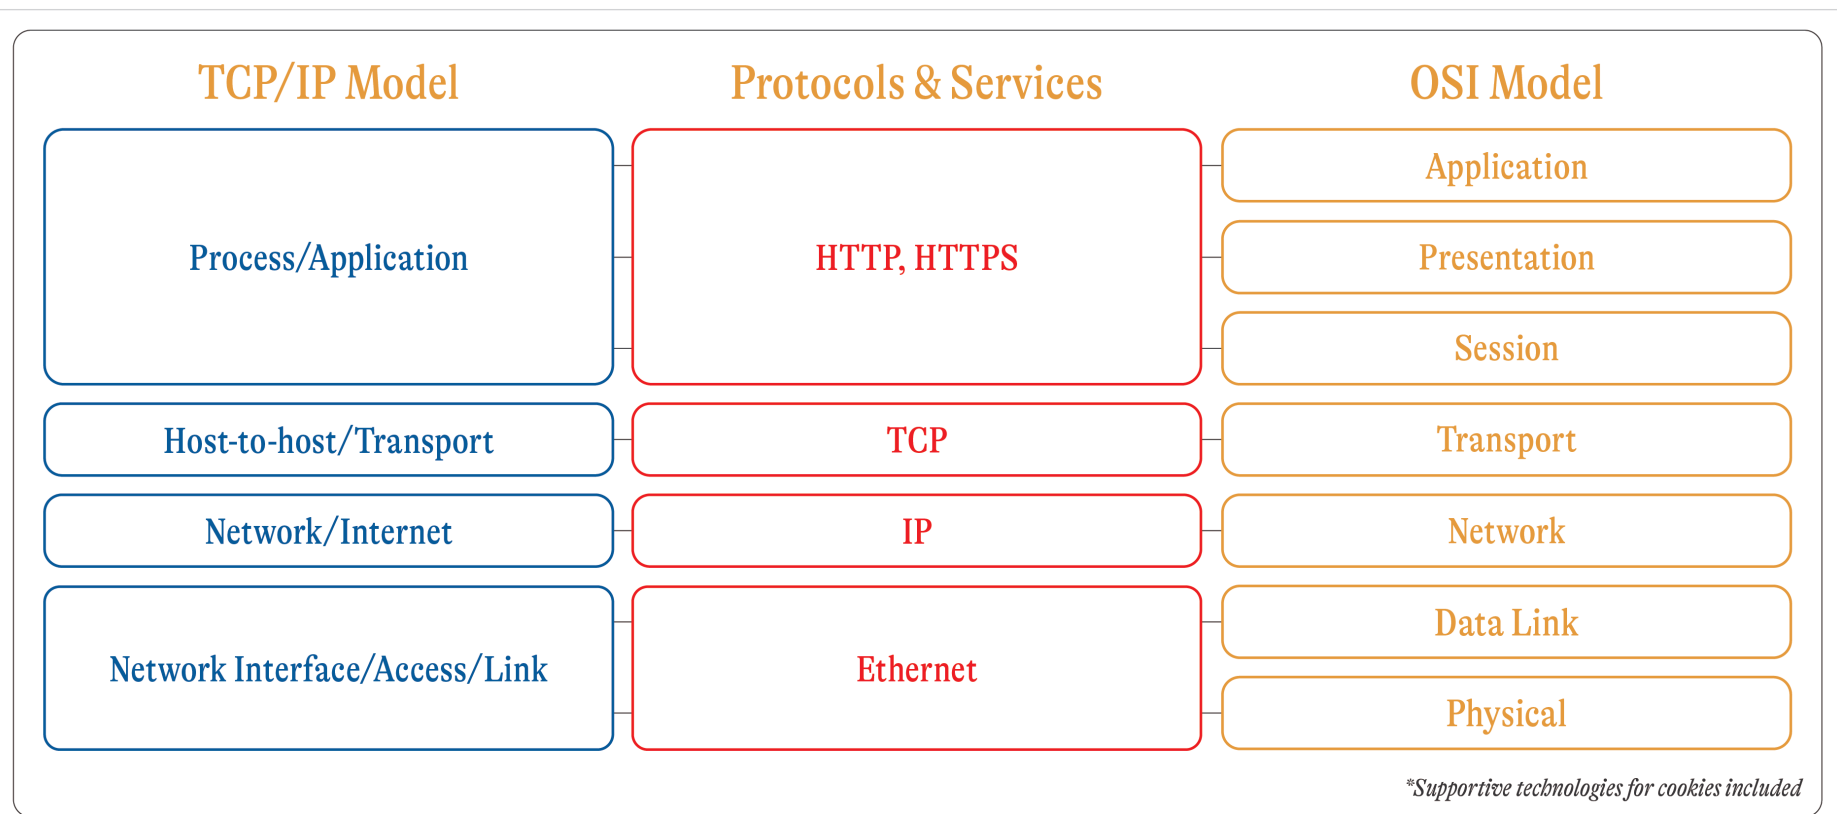 TCP/IP Model
Protocols & Services
OSI Model
Process/Application
HTTP, HTTPS
Application
Presentation
Session
Host-to-host/Transport
TCP
Transport
Network/Internet
IP
Network
Network Interface/Access/Link
Ethernet
Data Link
Physical
*Supportive technologies for cookies included